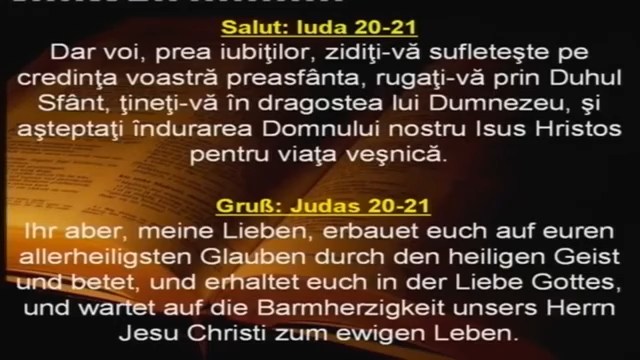 Salut: Iuda 20-21
Dar voi, prea iubiţilor, zidiţi-vă sufleteşte pe
credinţa voastră preasfânta, rugaţi-vă prin Duhul
Sfânt, ţineţi-vă în dragostea lui Dumnezeu, şi
aşteptaţi îndurarea Domnului nostru Isus Hristos
pentru viaţa veşnică.
Gruß: Judas 20-21
Ihr aber, meine Lieben, erbauet euch auf euren
allerheiligsten Glauben durch den heiligen Geist
und betet, und erhaltet euch in der Liebe Gottes,
und wartet auf die Barmherzigkeit unsers Herrn
Jesu Christi zum ewigen Leben.